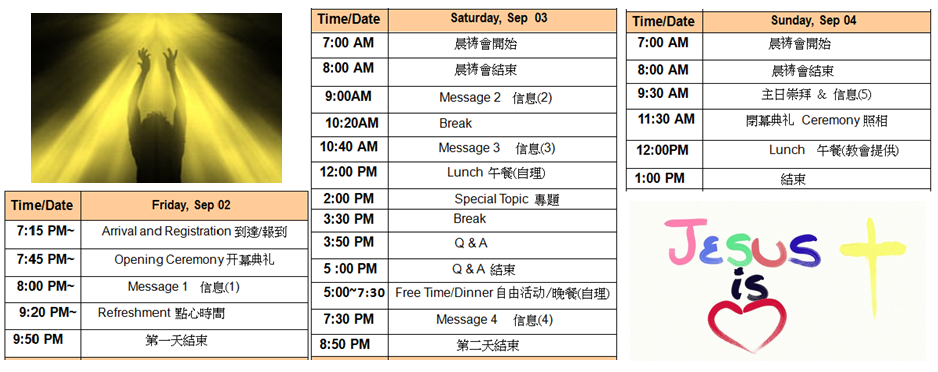 Time/Date Friday, Sep 02
7:15 PM~ Arrival and Registration 到達/報到
7:45 PM~ Opening Ceremony 开幕典礼
8:00 PM~ Message 1 信息(1)
9:20 PM~ Refreshment 點心時間
9:50 PM 第一天結束
Time/Date Saturday, Sep 03
7:00 AM 晨祷會開始
8:00 AM 晨祷會結束
9:00AM Message 2 信息(2)
10:20AM Break
10:40 AM Message 3 信息(3)
12:00 PM Lunch 午餐(自理)
2:00 PM Special Topic 專題
3:30 PM Break
3:50 PM Q & A
5:00 PM Q & A 結束
5:00~7:30 Free Time/Dinner 自由活动/晚餐(自理)
7:30 PM Message 4 信息(4)
8:50 PM 第二天結束
Time/Date Sunday, Sep 04
7:00 AM 晨祷會開始
8:00 AM 晨祷會結束
9:30 AM 主日崇拜 & 信息(5)
11:30 AM 閉幕典礼 Ceremony 照相
12:00PM Lunch 午餐(教會提供)
1:00 PM 結束
JESUS
is